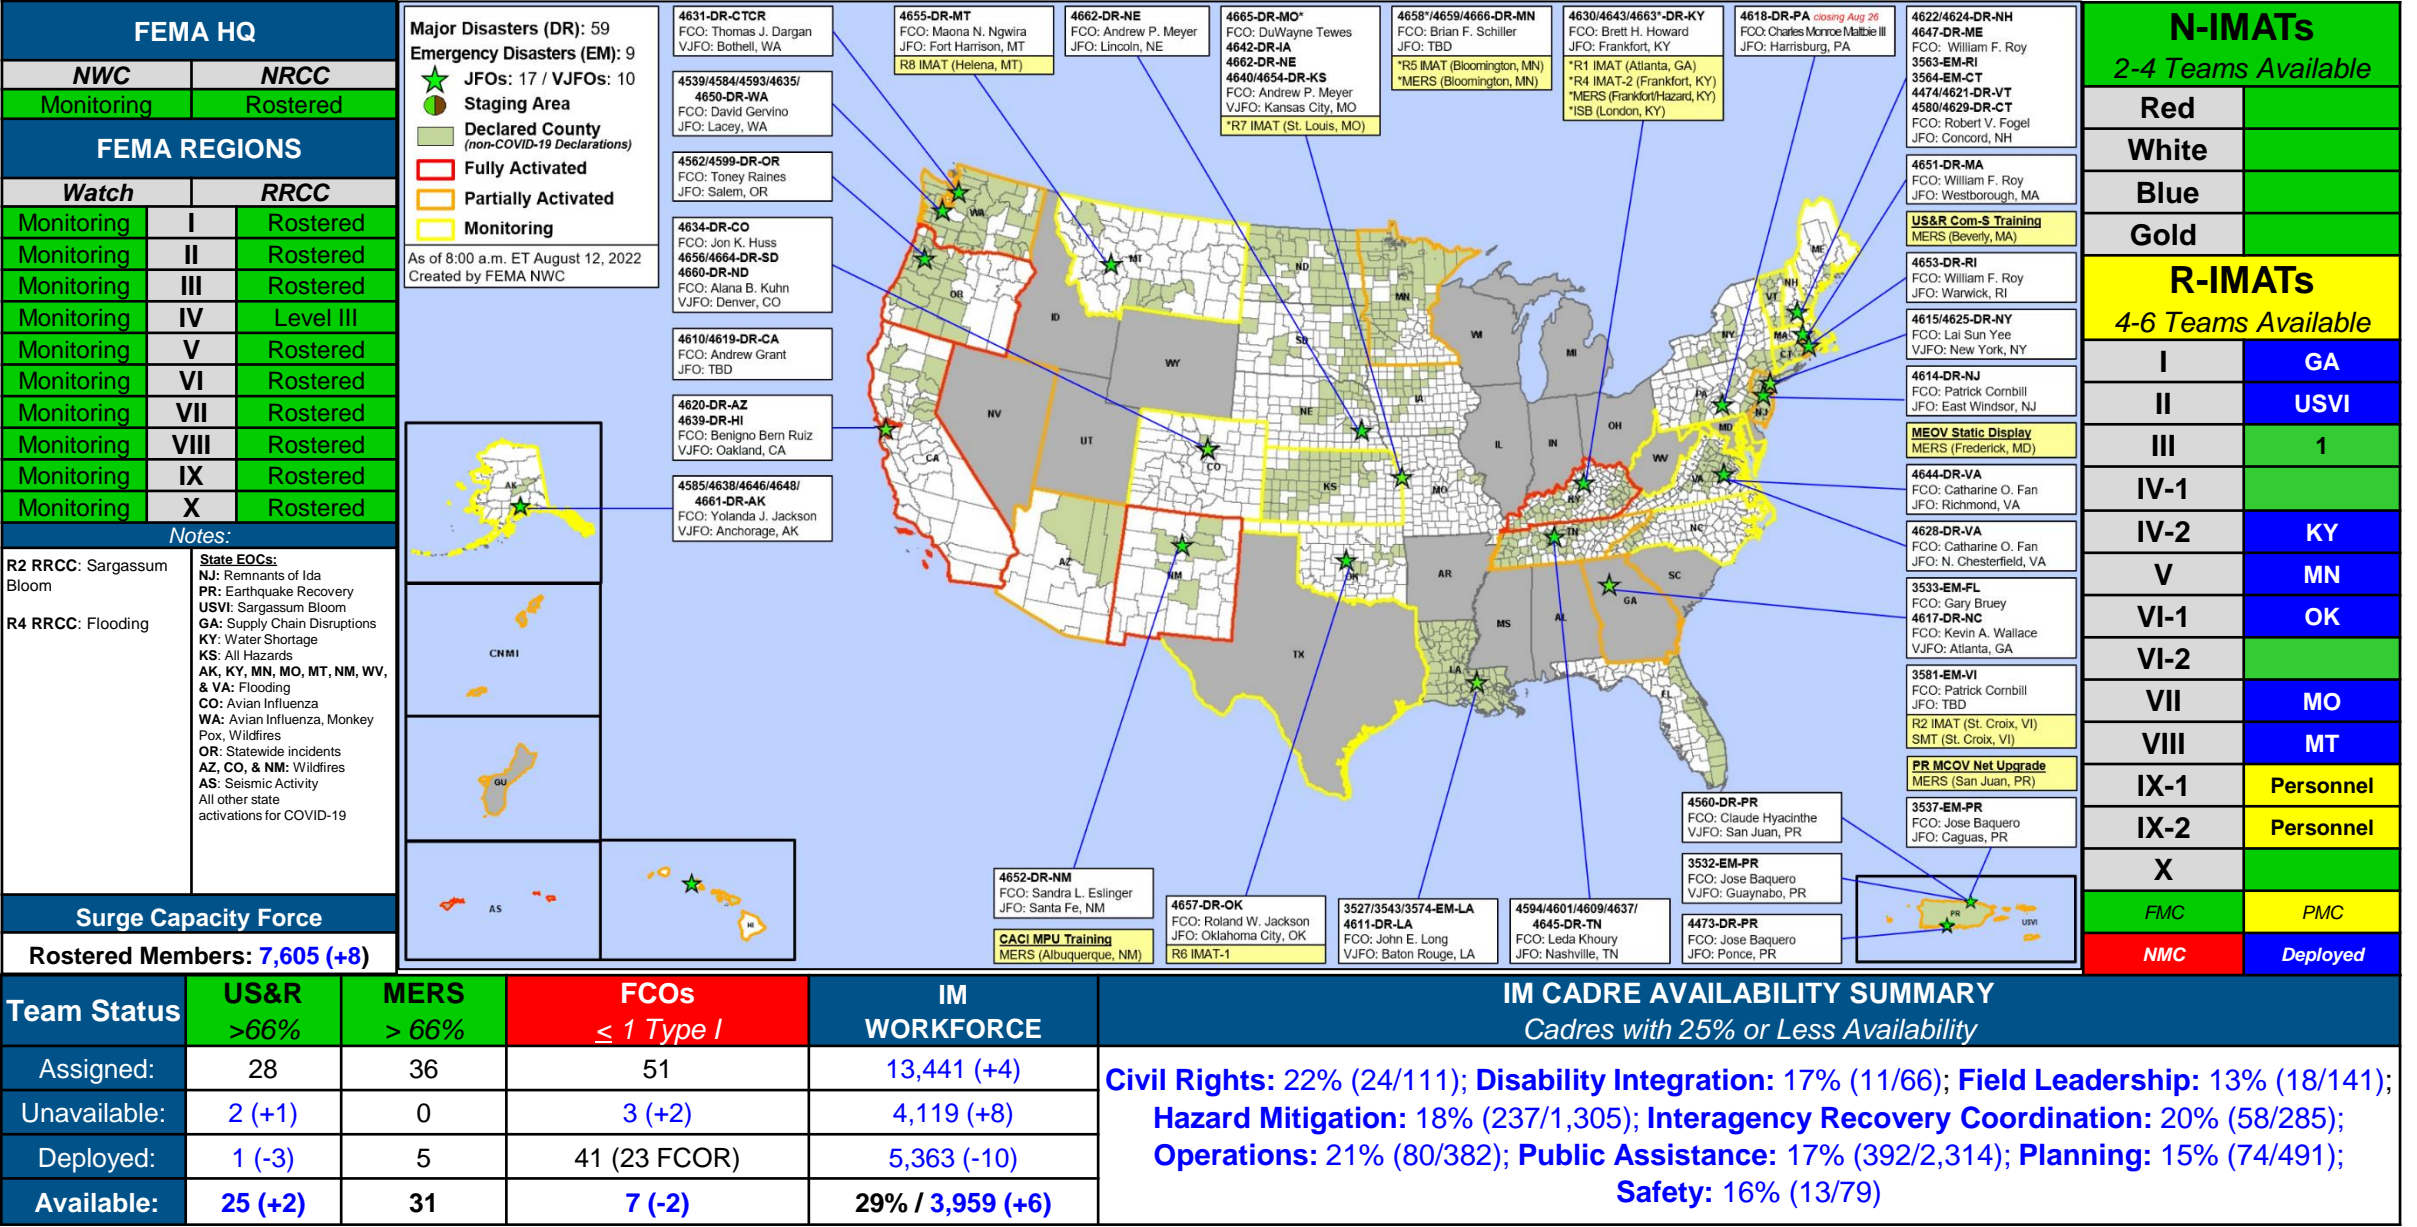 FEMA HQ
NWC NRCC
Monitoring Rostered
FEMA REGIONS
Watch RRCC
Monitoring I Rostered
Monitoring II Rostered
Monitoring III Rostered
Monitoring IV Level III
Monitoring V Rostered
Monitoring VI Rostered
Monitoring VII Rostered
Monitoring VIII Rostered
Monitoring IX Rostered
Monitoring X Rostered
Notes:
R2 RRCC: Sargassum
Bloom
R4 RRCC: Flooding
State EOCs:
NJ: Remnants of Ida
PR: Earthquake Recovery
USVI: Sargassum Bloom
GA: Supply Chain Disruptions
KY: Water Shortage
KS: All Hazards
AK, KY, MN, MO, MT, NM, WV,
& VA: Flooding
CO: Avian Influenza
WA: Avian Influenza, Monkey
Pox, Wildfires
OR: Statewide incidents
AZ, CO, & NM: Wildfires
AS: Seismic Activity
All other state
activations for COVID-19
Surge Capacity Force
Rostered Members: 7,605 (+8)
Major Disasters (DR): 59
Emergency Disasters (EM): 9
JFOs: 17 / VJFOs: 10
Staging Area
Declared County
(non-COVID-19 Declarations)
Fully Activated
Partially Activated
Monitoring
As of 8:00 a.m. ET August 12, 2022
Created by FEMA NWC
4631-DR-CTCR
FCO: Thomas J. Dargan
VJFO: Bothell, WA
4539/4584/4593/4635/
4650-DR-WA
FCO: David Gervino
JFO: Lacey, WA
4562/4599-DR-OR
FCO: Toney Raines
JFO: Salem, OR
4634-DR-CO
FCO: Jon K. Huss
4656/4664-DR-SD
4660-DR-ND
FCO: Alana B. Kuhn
VJFO: Denver, CO
4610/4619-DR-CA
FCO: Andrew Grant
JFO: TBD
4620-DR-AZ
4639-DR-HI
FCO: Benigno Bern Ruiz
VJFO: Oakland, CA
4585/4638/4646/4648/
4661-DR-AK
FCO: Yolanda J. Jackson
VJFO: Anchorage, AK
4655-DR-MT
FCO: Maona N. Ngwira
JFO: Fort Harrison, MT
R8 IMAT (Helena, MT)
4662-DR-NE
FCO: Andrew P. Meyer
JFO: Lincoln, NE
4665-DR-MO*
FCO: DuWayne Tewes
4642-DR-IA
4662-DR-NE
4640/4654-DR-KS
FCO: Andrew P. Meyer
VJFO: Kansas City, MO
*R7 IMAT (St. Louis, MO)
4658*/4659/4666-DR-MN
FCO: Brian F. Schiller
JFO: TBD
*R5 IMAT (Bloomington, MN)
*MERS (Bloomington, MN)
4630/4643/4663*-DR-KY
FCO: Brett H. Howard
JFO: Frankfort, KY
*R1 IMAT (Atlanta, GA)
*R4 IMAT-2 (Frankfort, KY)
*MERS (Frankfort/Hazard, KY)
*ISB (London, KY)
4618-DR-PA closing Aug 26
FCO: Charles Monroe Maltbie III
JFO: Harrisburg, PA
4622/4624-DR-NH
4647-DR-ME
FCO: William F. Roy
3563-EM-RI
3564-EM-CT
4474/4621-DR-VT
4580/4629-DR-CT
FCO: Robert V. Fogel
JFO: Concord, NH
4651-DR-MA
FCO: William F. Roy
JFO: Westborough, MA
US&R Com-S Training
MERS (Beverly, MA)
4653-DR-RI
FCO: William F. Roy
JFO: Warwick, RI
4615/4625-DR-NY
FCO: Lai Sun Yee
VJFO: New York, NY
4614-DR-NJ
FCO: Patrick Cornbill
JFO: East Windsor, NJ
MEOV Static Display
MERS (Frederick, MD)
4644-DR-VA
FCO: Catharine O. Fan
JFO: Richmond, VA
4628-DR-VA
FCO: Catharine O. Fan
JFO: N. Chesterfield, VA
3533-EM-FL
FCO: Gary Bruey
4617-DR-NC
FCO: Kevin A. Wallace
VJFO: Atlanta, GA
3581-EM-VI
FCO: Patrick Cornbill
JFO: TBD
R2 IMAT (St. Croix, VI)
SMT (St. Croix, VI)
PR MCOV Net Upgrade
MERS (San Juan, PR)
3537-EM-PR
FCO: Jose Baquero
JFO: Caguas, PR
4560-DR-PR
FCO: Claude Hyacinthe
VJFO: San Juan, PR
3532-EM-PR
FCO: Jose Baquero
VJFO: Guaynabo, PR
4473-DR-PR
FCO: Jose Baquero
JFO: Ponce, PR
4652-DR-NM
FCO: Sandra L. Eslinger
JFO: Santa Fe, NM
CACI MPU Training
MERS (Albuquerque, NM)
4657-DR-OK
FCO: Roland W. Jackson
JFO: Oklahoma City, OK
R6 IMAT-1
3527/3543/3574-EM-LA
4611-DR-LA
FCO: John E. Long
VJFO: Baton Rouge, LA
4594/4601/4609/4637/
4645-DR-TN
FCO: Leda Khoury
JFO: Nashville, TN
WA
OR
CA
NV
ID
MT
WY
UT
AZ
NM
CO
ND
SD
NE
KS
OK
TX
MN
IA
MO
AR
LA
WI
IL
MI
IN
OH
KY
TN
MS
AL
GA
FL
SC
NC
VA
WV
MD
PA
NJ
NY
CT
MA
VT
NH
ME
AK
CNMI
GU
AS
HI
PR
USVI
N-IMATs
2-4 Teams Available
Red
White
Blue
Gold
R-IMATs
4-6 Teams Available
I GA
II USVI
III 1
IV-1
IV-2 KY
V MN
VI-1 OK
VI-2
VII MO
VIII MT
IX-1 Personnel
IX-2 Personnel
X
FMC PMC
NMC Deployed
Team Status US&R MERS FCOs IM
>66% > 66% ≤ 1 Type I WORKFORCE
Assigned: 28 36 51 13,441 (+4)
Unavailable: 2 (+1) 0 3 (+2) 4,119 (+8)
Deployed: 1 (-3) 5 41 (23 FCOR) 5,363 (-10)
Available: 25 (+2) 31 7 (-2) 29% / 3,959 (+6)
IM CADRE AVAILABILITY SUMMARY
Cadres with 25% or Less Availability
Civil Rights: 22% (24/111); Disability Integration: 17% (11/66); Field Leadership: 13% (18/141);
Hazard Mitigation: 18% (237/1,305); Interagency Recovery Coordination: 20% (58/285);
Operations: 21% (80/382); Public Assistance: 17% (392/2,314); Planning: 15% (74/491);
Safety: 16% (13/79)